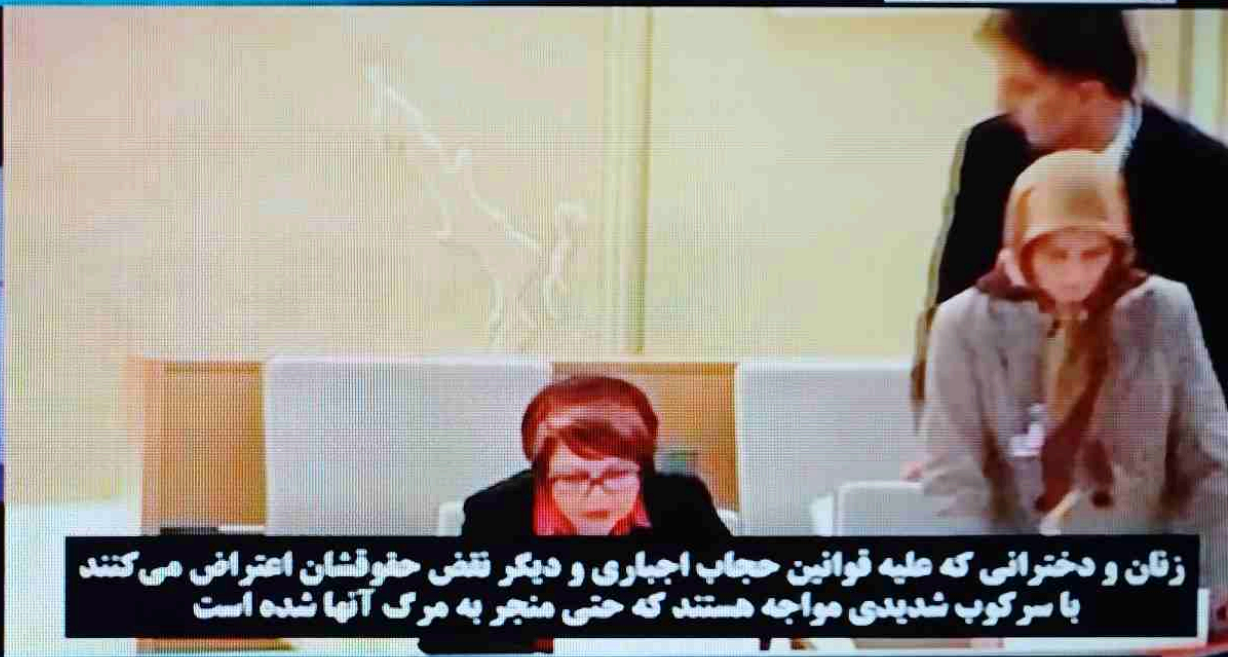 زنان و دخترانی که علیه قوانین حجاب اجباری و دیگر نقض حقوقشان اعتراض می‌کنند
با سرکوب شدیدی مواجه هستند که حتی منجر به مرگ آنها شده است